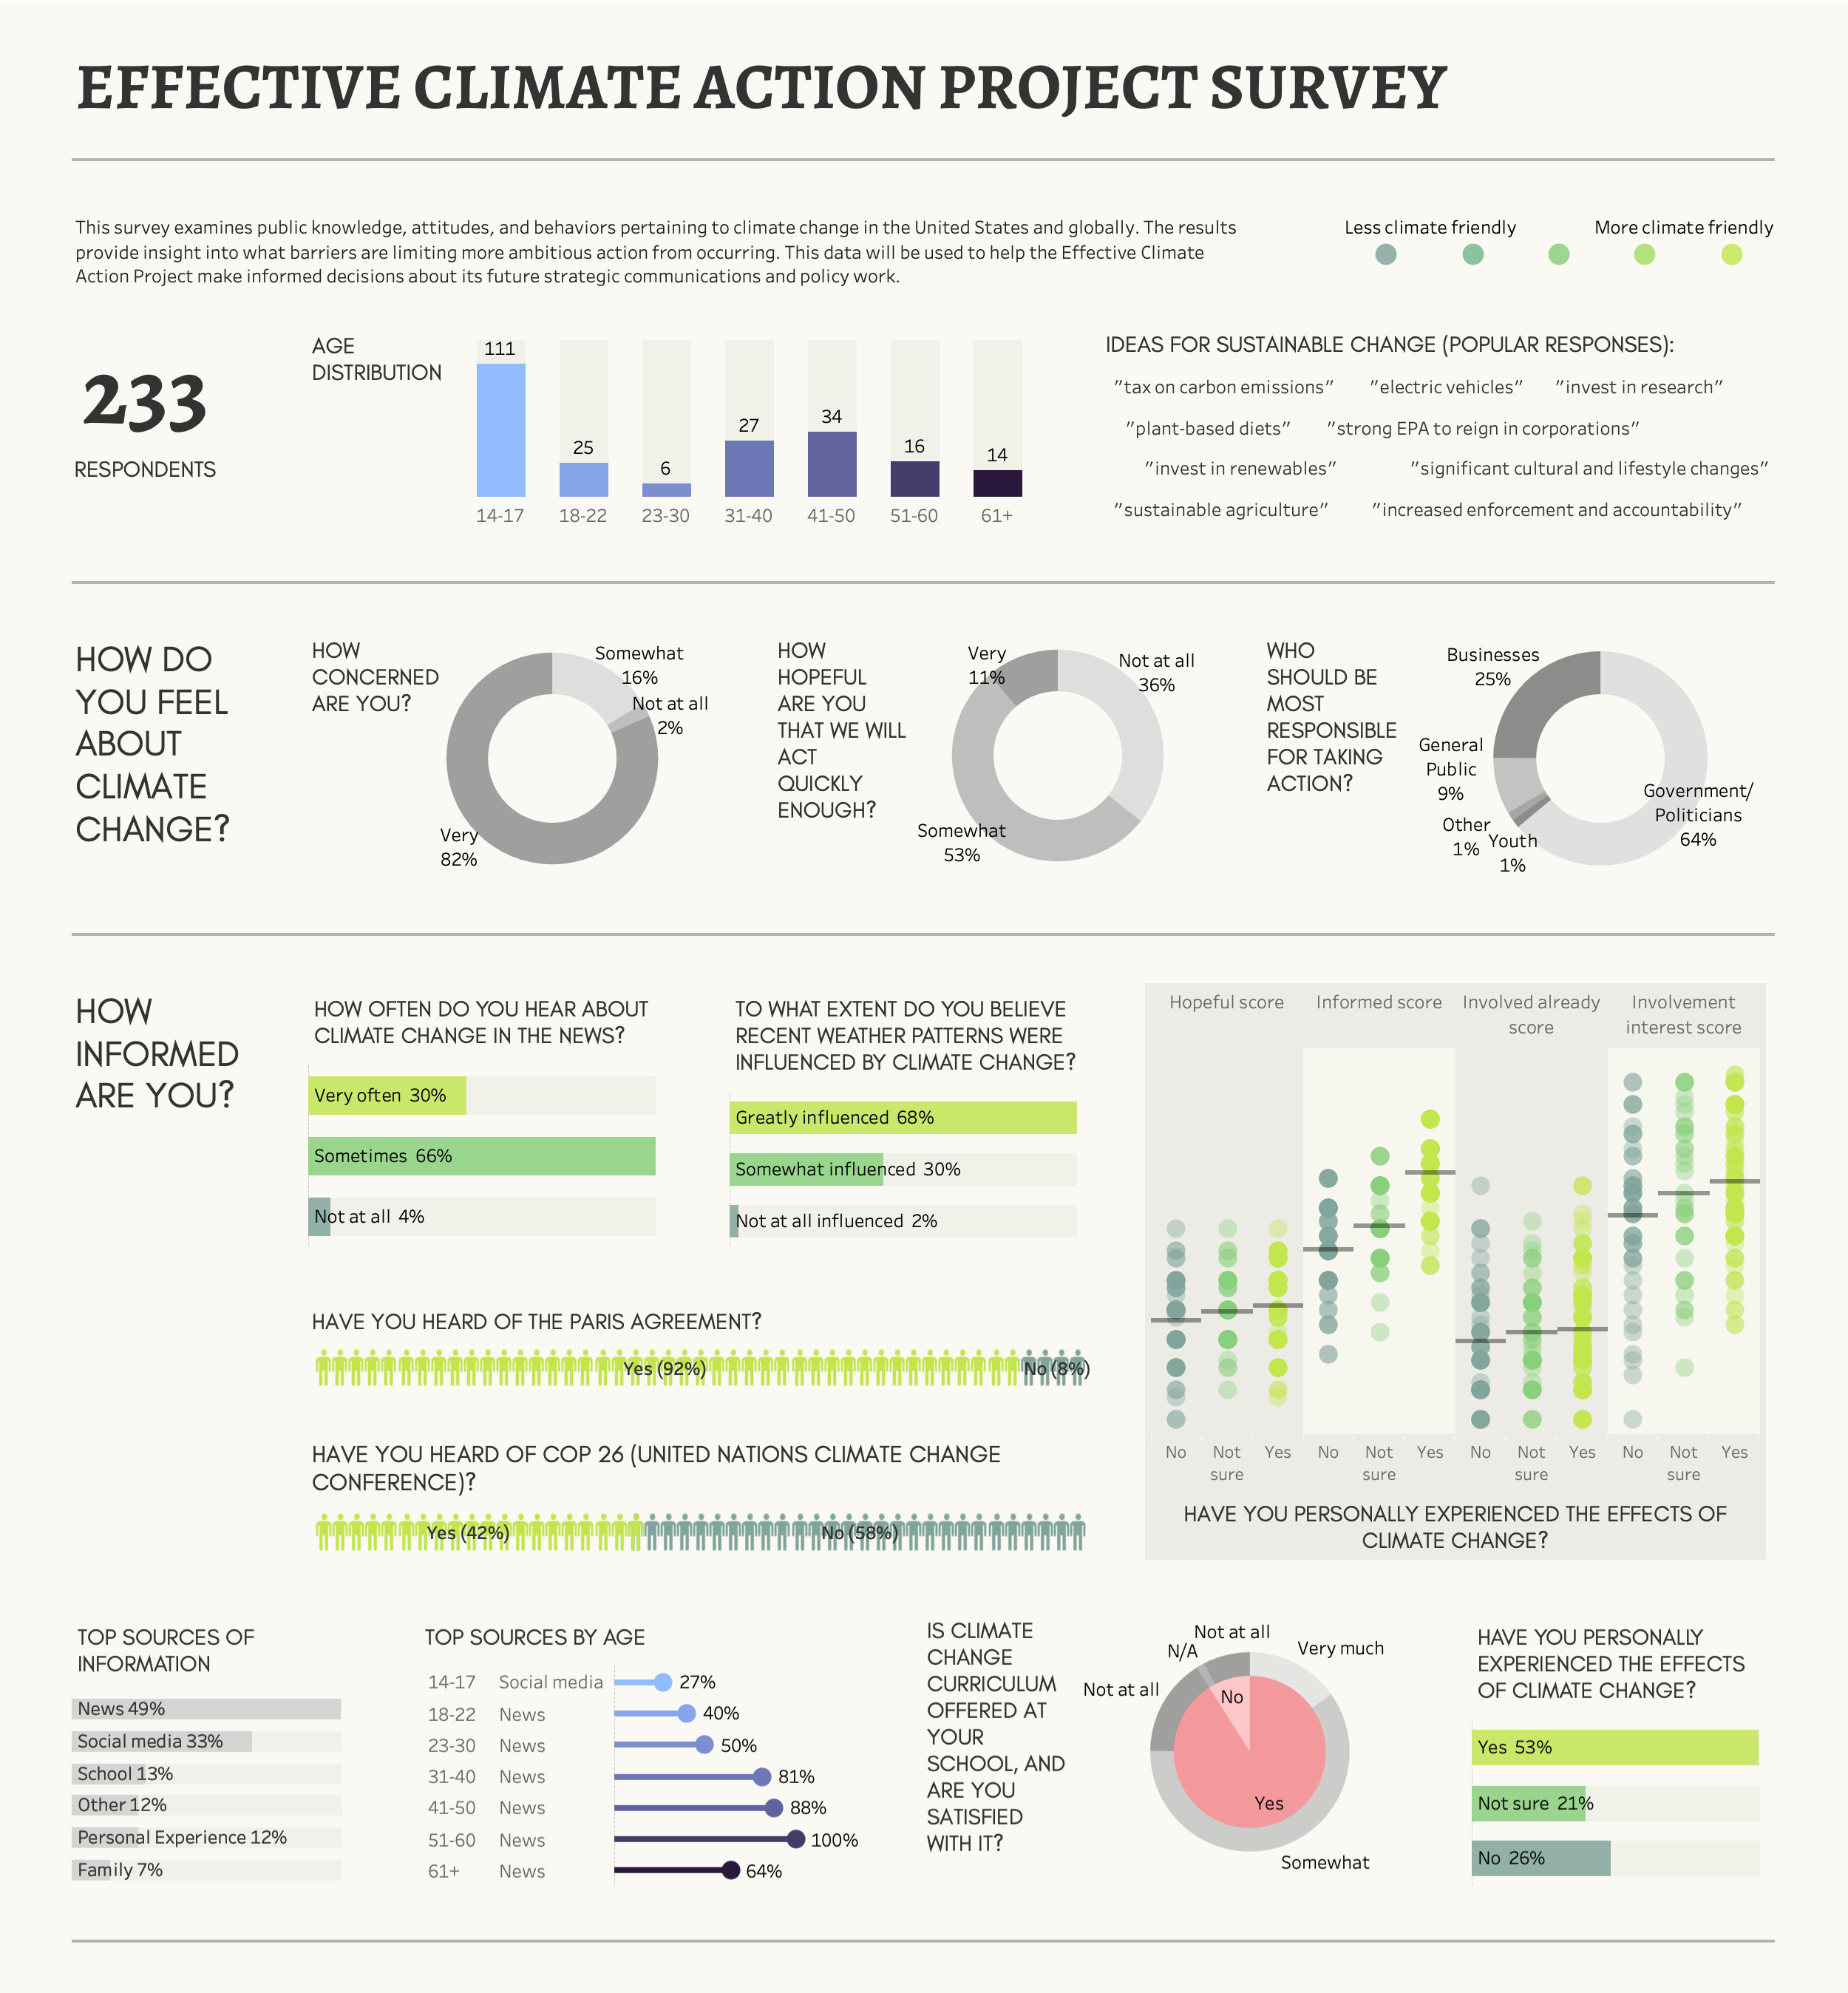 EFFECTIVE CLIMATE ACTION PROJECT SURVEY
This survey examines public knowledge, attitudes, and behaviors pertaining to climate change in the United States and globally. The results
provide insight into what barriers are limiting more ambitious action from occurring. This data will be used to help the Effective Climate
Action Project make informed decisions about its future strategic communications and policy work.
Less climate friendly
More climate friendly
233
RESPONDENTS
AGE
DISTRIBUTION
111
25
6
27
34
16
14
14-17
18-22
23-30
31-40
41-50
51-60
61+
IDEAS FOR SUSTAINABLE CHANGE (POPULAR RESPONSES):
"tax on carbon emissions"
"electric vehicles"
"invest in research"
"plant-based diets"
"strong EPA to reign in corporations"
"invest in renewables"
"significant cultural and lifestyle changes"
"sustainable agriculture"
"increased enforcement and accountability"
HOW DO
YOU FEEL
ABOUT
CLIMATE
CHANGE?
HOW
CONCERNED
ARE YOU?
Somewhat
16%
Not at all
2%
Very
82%
HOW
HOPEFUL
ARE YOU
THAT WE WILL
ACT
QUICKLY
ENOUGH?
Very
11%
Not at all
36%
Somewhat
53%
WHO
SHOULD BE
MOST
RESPONSIBLE
FOR TAKING
ACTION?
Businesses
25%
General
Public
9%
Other
1%
Youth
1%
Government/
Politicians
64%
HOW
INFORMED
ARE YOU?
HOW OFTEN DO YOU HEAR ABOUT
CLIMATE CHANGE IN THE NEWS?
Very often 30%
Sometimes 66%
Not at all 4%
TO WHAT EXTENT DO YOU BELIEVE
RECENT WEATHER PATTERNS WERE
INFLUENCED BY CLIMATE CHANGE?
Greatly influenced 68%
Somewhat influenced 30%
Not at all influenced 2%
HAVE YOU HEARD OF THE PARIS AGREEMENT?
Yes (92%)
No (8%)
HAVE YOU HEARD OF COP 26 (UNITED NATIONS CLIMATE CHANGE
CONFERENCE)?
Yes (42%)
No (58%)
Hopeful score
Informed score
Involved already
score
Involvement
interest score
No
Not
sure
Yes
No
Not
sure
Yes
No
Not
sure
Yes
No
Not
sure
Yes
HAVE YOU PERSONALLY EXPERIENCED THE EFFECTS OF
CLIMATE CHANGE?
TOP SOURCES OF
INFORMATION
News 49%
Social media 33%
School 13%
Other 12%
Personal Experience 12%
Family 7%
TOP SOURCES BY AGE
14-17 Social media 27%
18-22 News 40%
23-30 News 50%
31-40 News 81%
41-50 News 88%
51-60 News 100%
61+ News 64%
IS CLIMATE
CHANGE
CURRICULUM
OFFERED AT
YOUR
SCHOOL, AND
ARE YOU
SATISFIED
WITH IT?
Not at all
N/A
Very much
Not at all
No
Yes
Somewhat
HAVE YOU PERSONALLY
EXPERIENCED THE EFFECTS
OF CLIMATE CHANGE?
Yes 53%
Not sure 21%
No 26%